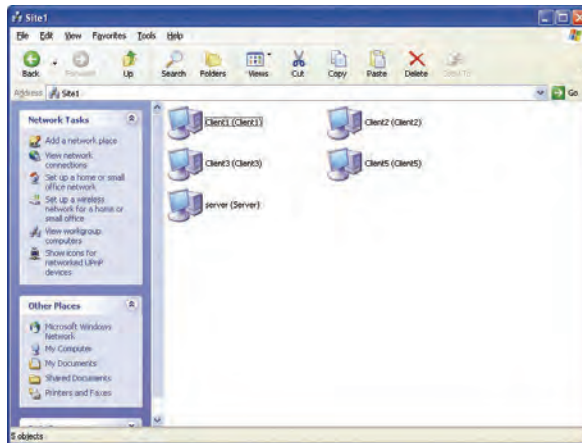 Site1
File Edit View Favorites Tools Help
Back Forward Up Search Folders Views Cut Copy Paste Delete
Address Site1 Go
Network Tasks
Add a network place
View network
connections
Set up a home or small
office network
Set up a wireless
network for a home or
small office
View workgroup
computers
Show icons for
networked UPnP
devices
Other Places
Microsoft Windows
Network
My Computer
My Documents
Shared Documents
Printers and Faxes
Client1 (Client1)
Client2 (Client2)
Client3 (Client3)
Client5 (Client5)
server (Server)
5 objects